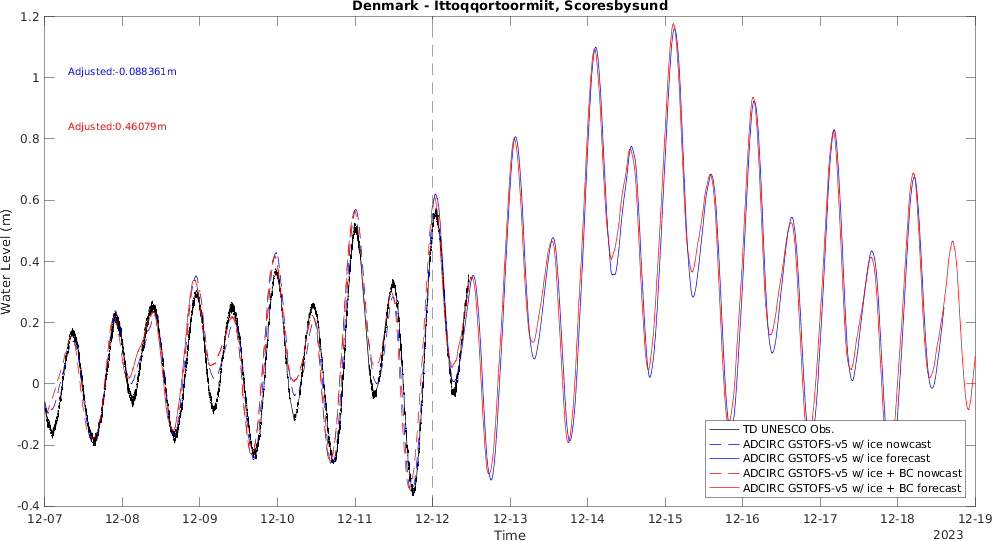 Denmark - Ittoqqortoormiit, Scoresbysund
1.2
1
0.8
0.6
0.4
0.2
0
-0.2
-0.4
Water Level (m)
Adjusted:-0.088361m
Adjusted:0.46079m
TD UNESCO Obs.
ADCIRC GSTOFS-v5 w/ ice nowcast
ADCIRC GSTOFS-v5 w/ ice forecast
ADCIRC GSTOFS-v5 w/ ice + BC nowcast
ADCIRC GSTOFS-v5 w/ ice + BC forecast
12-07 12-08 12-09 12-10 12-11 12-12 12-13 12-14 12-15 12-16 12-17 12-18 12-19
Time
2023